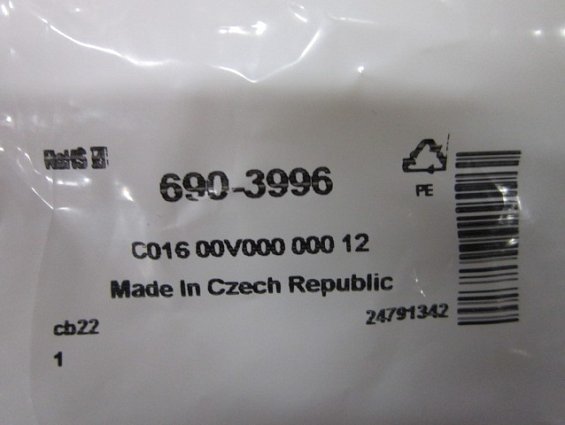 RoHS
690-3996
PE
C016 00V000 000 12
Made In Czech Republic
cb22
24791342
1